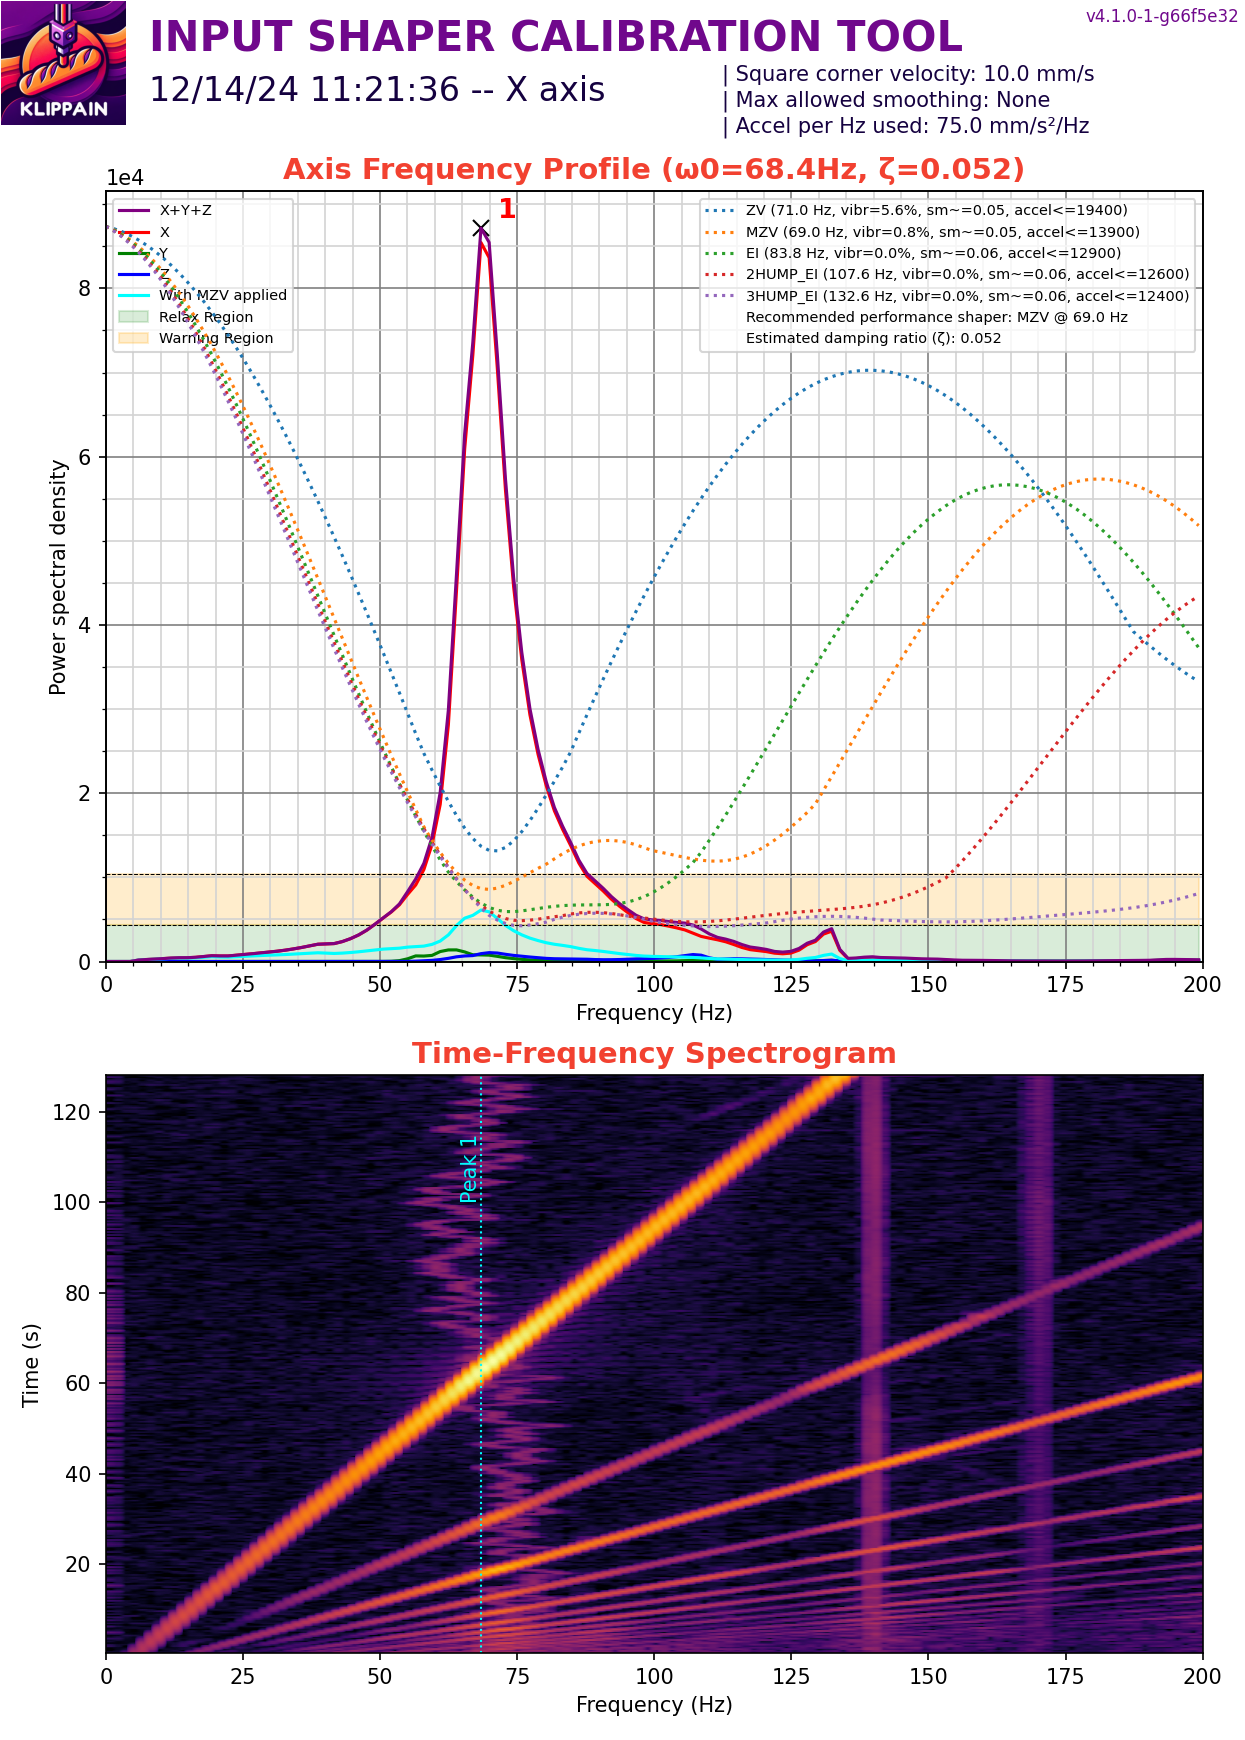 v4.1.0-1-g66f5e32
INPUT SHAPER CALIBRATION TOOL
12/14/24 11:21:36 -- X axis
| Square corner velocity: 10.0 mm/s
| Max allowed smoothing: None
| Accel per Hz used: 75.0 mm/s²/Hz
KLIPPAIN
Axis Frequency Profile (ω0=68.4Hz, ζ=0.052)
1e4
1
X+Y+Z
X
Y
Z
With MZV applied
Relax Region
Warning Region
ZV (71.0 Hz, vibr=5.6%, sm~=0.05, accel<=19400)
MZV (69.0 Hz, vibr=0.8%, sm~=0.05, accel<=13900)
EI (83.8 Hz, vibr=0.0%, sm~=0.06, accel<=12900)
2HUMP_EI (107.6 Hz, vibr=0.0%, sm~=0.06, accel<=12600)
3HUMP_EI (132.6 Hz, vibr=0.0%, sm~=0.06, accel<=12400)
Recommended performance shaper: MZV @ 69.0 Hz
Estimated damping ratio (ζ): 0.052
Power spectral density
8
6
4
2
0
0 25 50 75 100 125 150 175 200
Frequency (Hz)
Time-Frequency Spectrogram
Peak 1
Time (s)
120
100
80
60
40
20
0 25 50 75 100 125 150 175 200
Frequency (Hz)